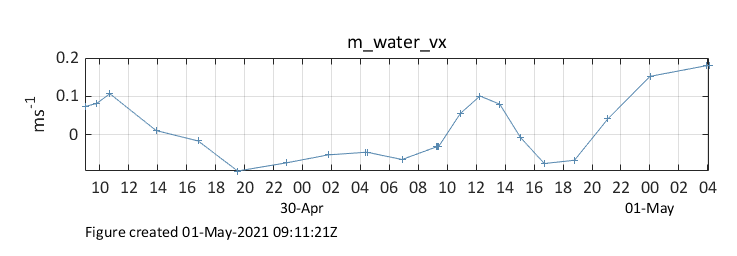 m_water_vx
0.2
0.1
0
ms-1
10 12 14 16 18 20 22 00 02 04 06 08 10 12 14 16 18 20 22 00 02 04
30-Apr 01-May
Figure created 01-May-2021 09:11:21Z